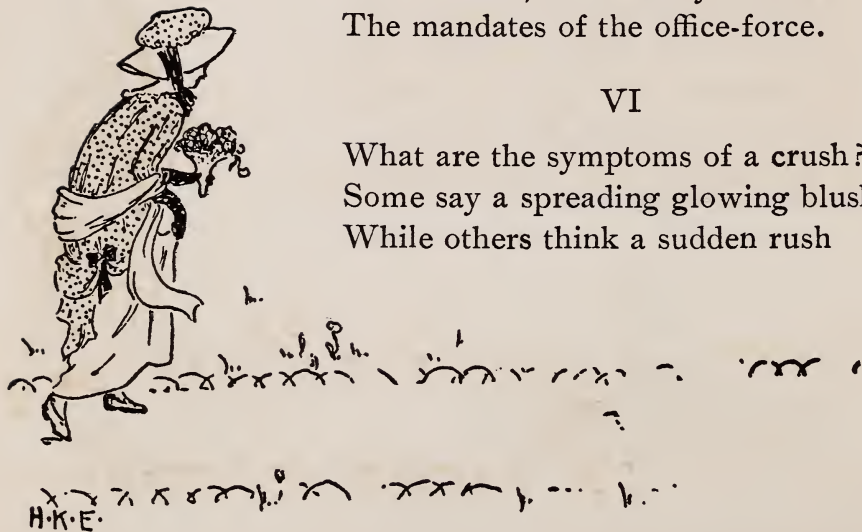 The mandates of the office-force.
VI
What are the symptoms of a crush?
Some say a spreading glowing blush
While others think a sudden rush
H.K.E.